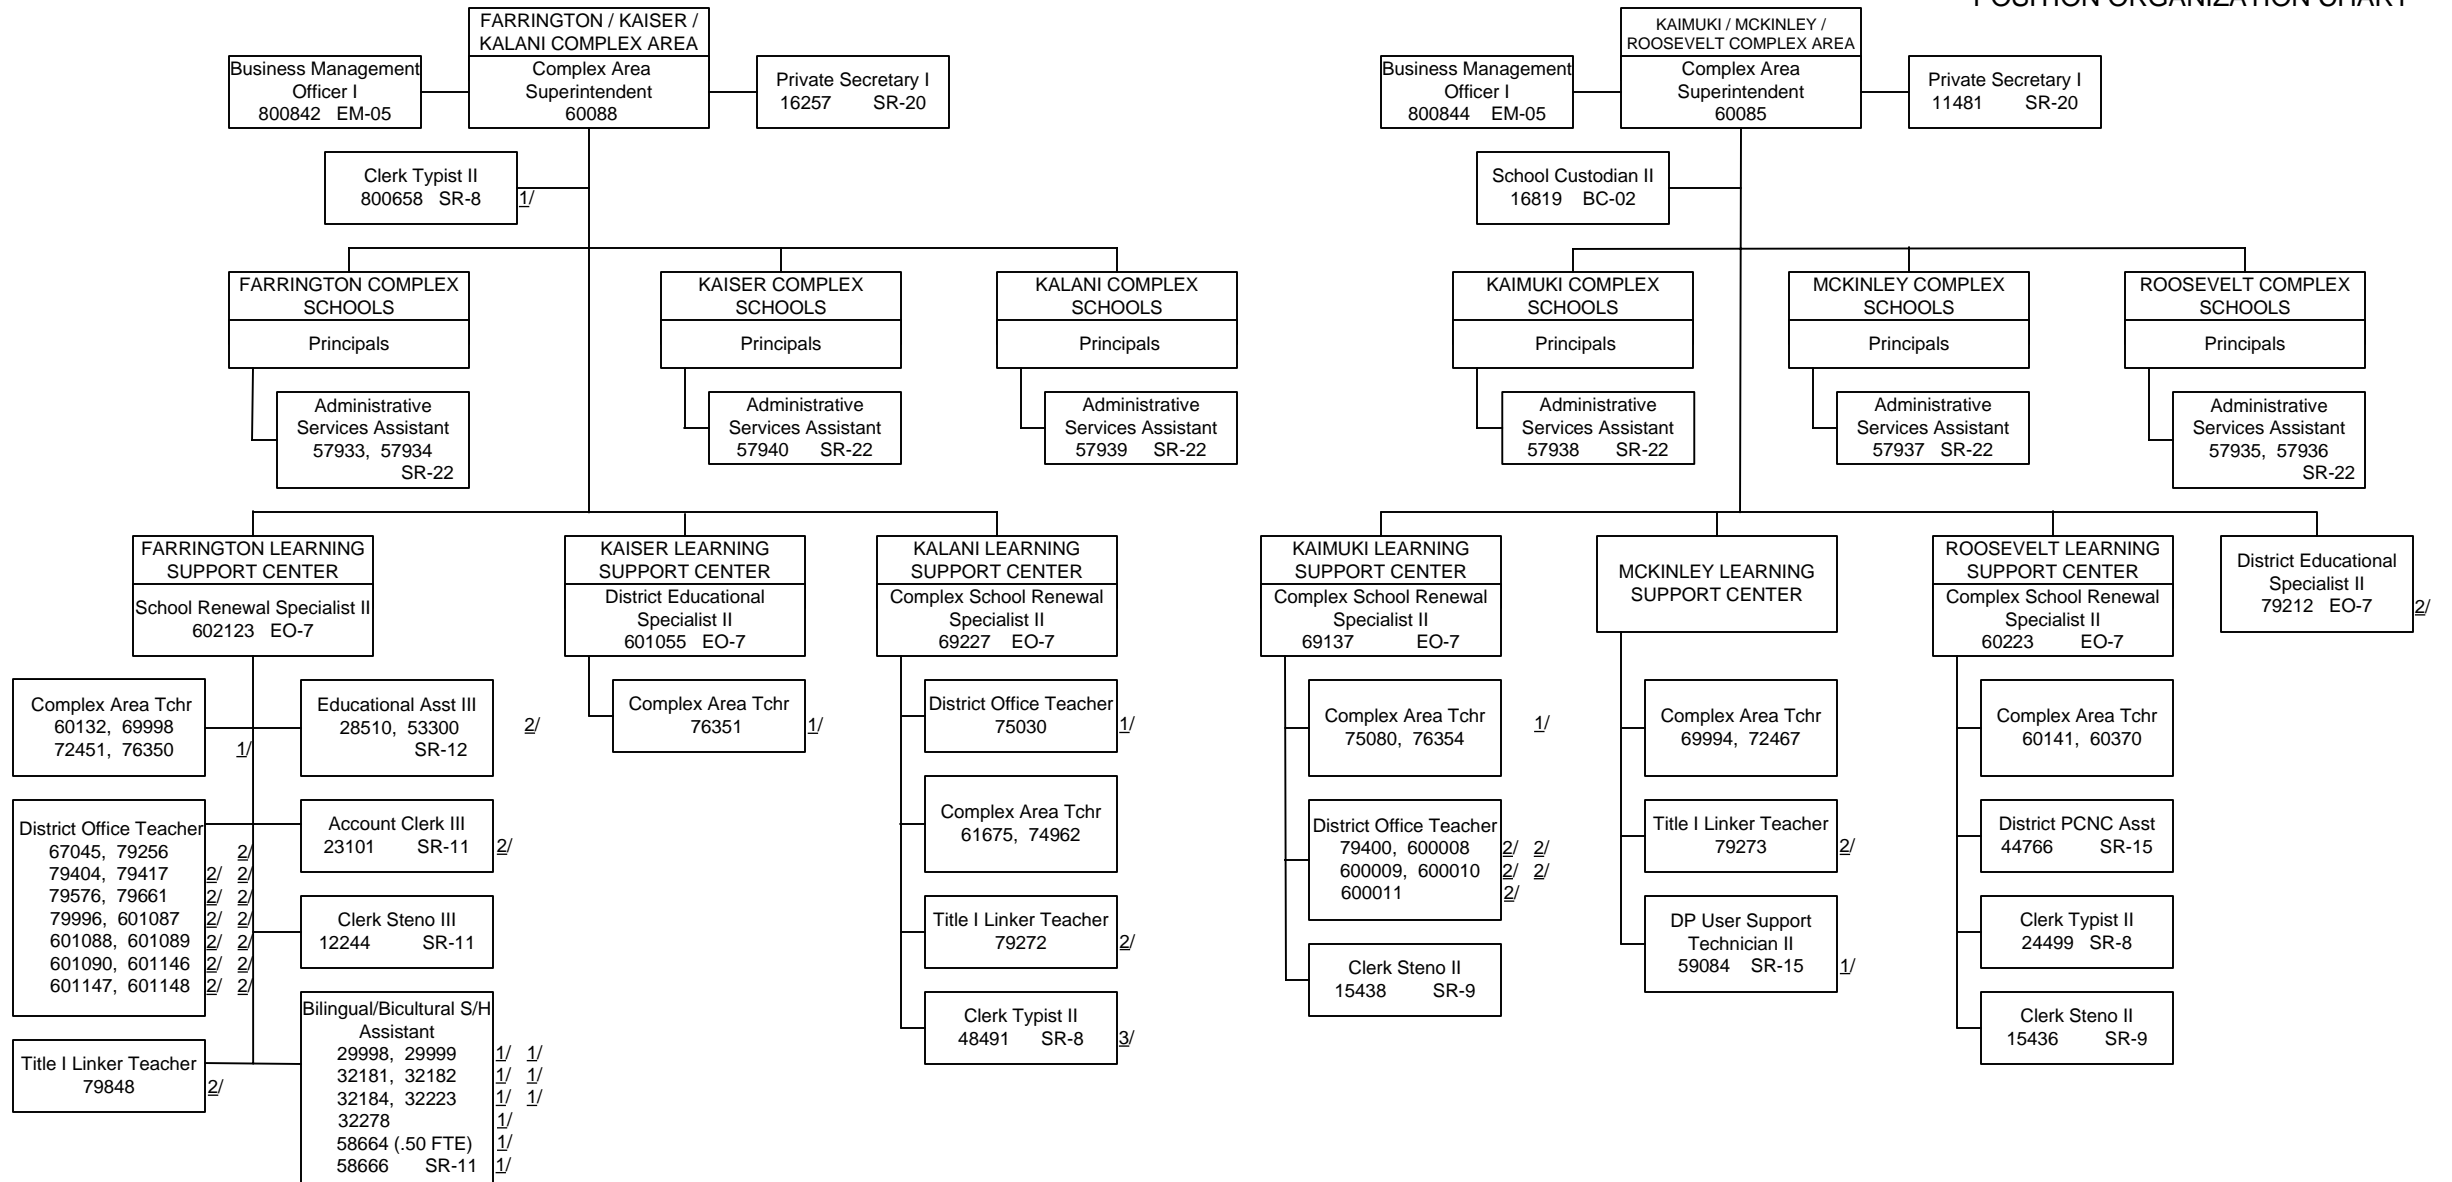 POSITION ORGANIZATION CHART
FARRINGTON / KAISER /
KALANI COMPLEX AREA
Complex Area
Superintendent
60088
Business Management
Officer I
800842 EM-05
Private Secretary I
16257 SR-20
Clerk Typist II
800658 SR-8 1/
FARRINGTON COMPLEX
SCHOOLS
Principals
Administrative
Services Assistant
57933, 57934
SR-22
KAISER COMPLEX
SCHOOLS
Principals
Administrative
Services Assistant
57940 SR-22
KALANI COMPLEX
SCHOOLS
Principals
Administrative
Services Assistant
57939 SR-22
FARRINGTON LEARNING
SUPPORT CENTER
School Renewal Specialist II
602123 EO-7
Complex Area Tchr
60132, 69998
72451, 76350 1/
District Office Teacher
67045, 79256 2/
79404, 79417 2/ 2/
79576, 79661 2/ 2/
79996, 601087 2/ 2/
601088, 601089 2/ 2/
601090, 601146 2/ 2/
601147, 601148 2/ 2/
Title I Linker Teacher
79848 2/
Educational Asst III
28510, 53300 2/
SR-12
Account Clerk III
23101 SR-11 2/
Clerk Steno III
12244 SR-11
Bilingual/Bicultural S/H
Assistant
29998, 29999 1/ 1/
32181, 32182 1/ 1/
32184, 32223 1/ 1/
32278 1/
58664 (.50 FTE) 1/
58666 SR-11 1/
KAISER LEARNING
SUPPORT CENTER
District Educational
Specialist II
601055 EO-7
Complex Area Tchr
76351 1/
KALANI LEARNING
SUPPORT CENTER
Complex School Renewal
Specialist II
69227 EO-7
District Office Teacher
75030 1/
Complex Area Tchr
61675, 74962
Title I Linker Teacher
79272 2/
Clerk Typist II
48491 SR-8 3/
KAIMUKI / MCKINLEY /
ROOSEVELT COMPLEX AREA
Complex Area
Superintendent
60085
Business Management
Officer I
800844 EM-05
Private Secretary I
11481 SR-20
School Custodian II
16819 BC-02
KAIMUKI COMPLEX
SCHOOLS
Principals
Administrative
Services Assistant
57938 SR-22
MCKINLEY COMPLEX
SCHOOLS
Principals
Administrative
Services Assistant
57937 SR-22
ROOSEVELT COMPLEX
SCHOOLS
Principals
Administrative
Services Assistant
57935, 57936
SR-22
KAIMUKI LEARNING
SUPPORT CENTER
Complex School Renewal
Specialist II
69137 EO-7
Complex Area Tchr
75080, 76354 1/
District Office Teacher
79400, 600008 2/ 2/
600009, 600010 2/ 2/
600011 2/
Clerk Steno II
15438 SR-9
MCKINLEY LEARNING
SUPPORT CENTER
Complex Area Tchr
69994, 72467
Title I Linker Teacher
79273 2/
DP User Support
Technician II
59084 SR-15 1/
ROOSEVELT LEARNING
SUPPORT CENTER
Complex School Renewal
Specialist II
60223 EO-7
Complex Area Tchr
60141, 60370
District PCNC Asst
44766 SR-15
Clerk Typist II
24499 SR-8
Clerk Steno II
15436 SR-9
District Educational
Specialist II
79212 EO-7 2/